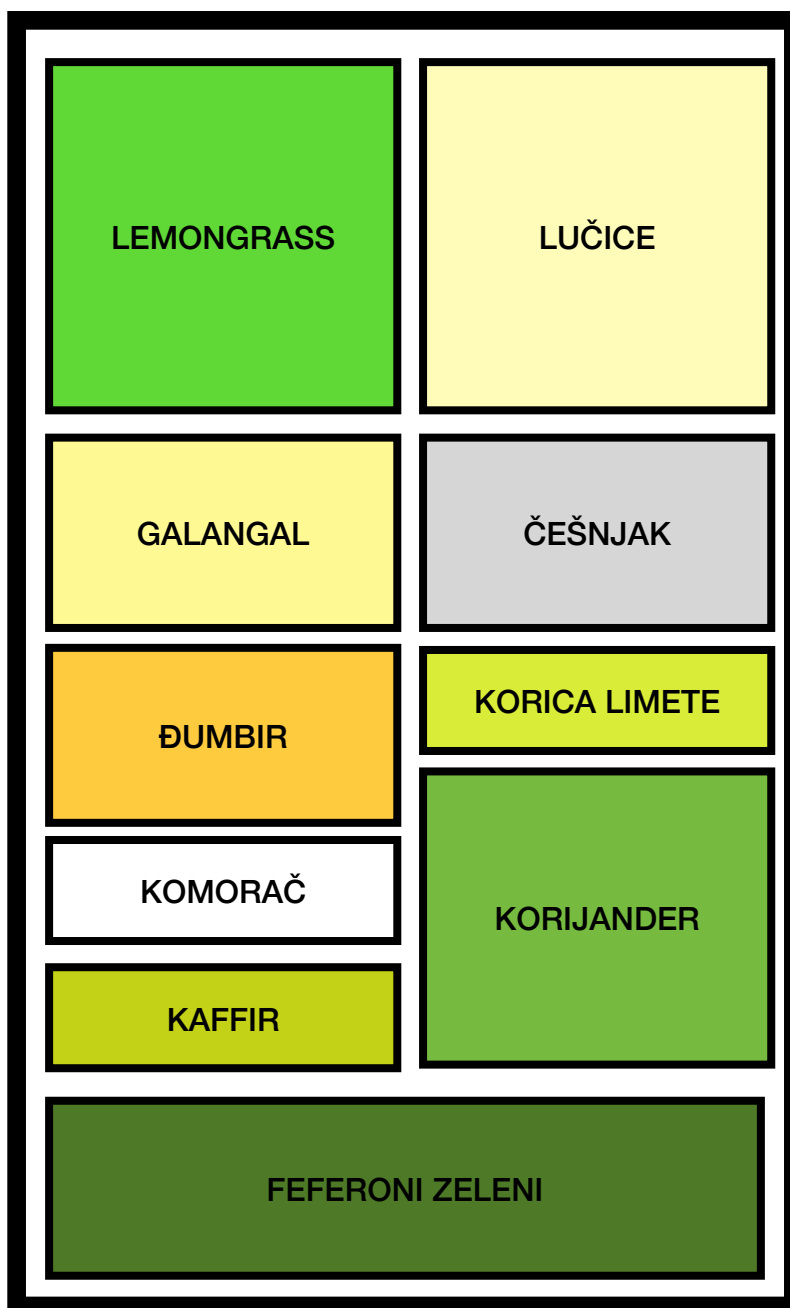 LEMONGRASS
LUČICE
GALANGAL
ČEŠNJAK
ĐUMBIR
KORICA LIMETE
KOMORAČ
KORIJANDER
KAFFIR
FEFERONI ZELENI